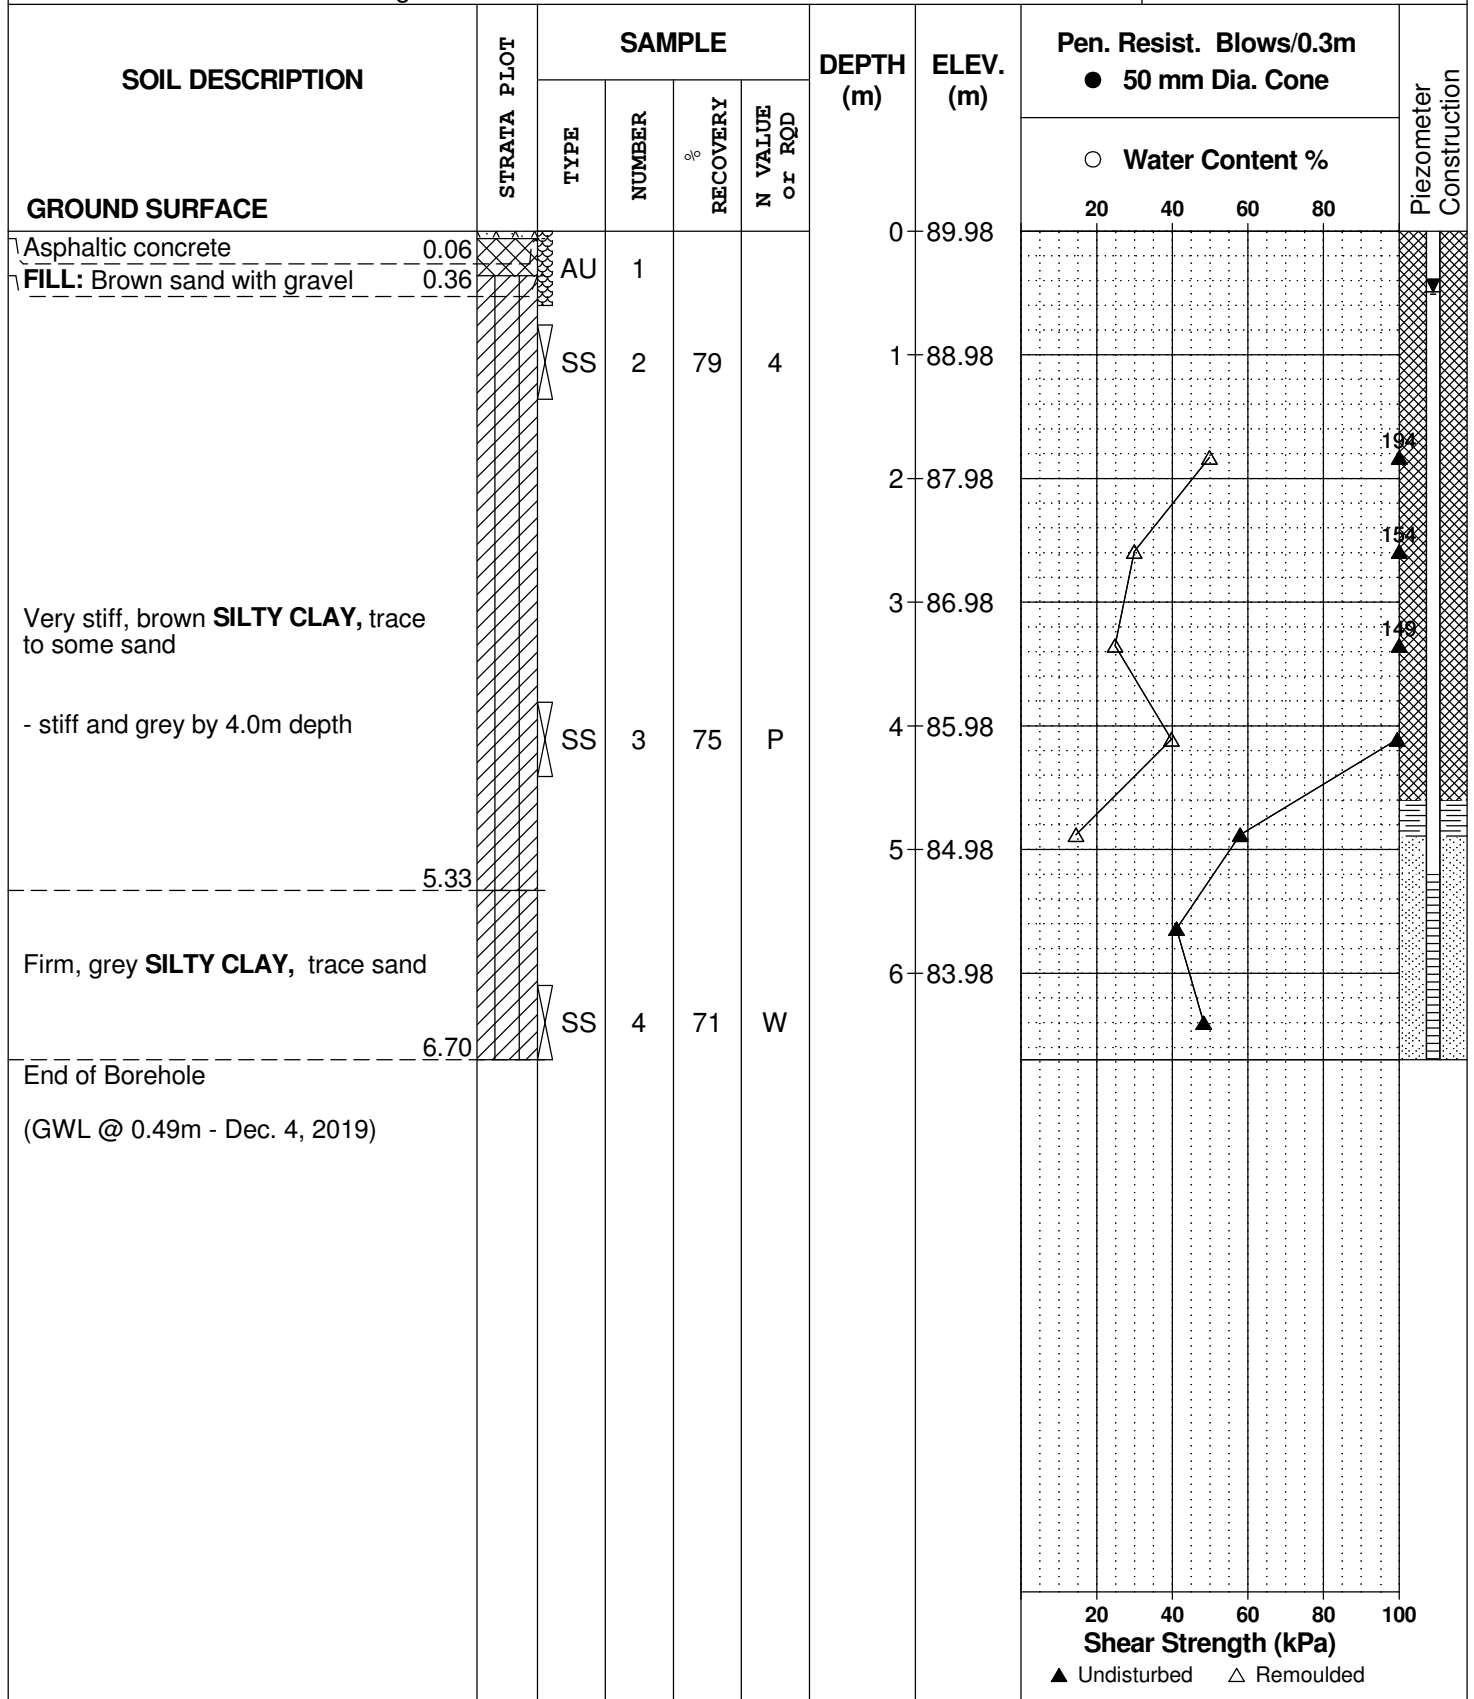 SOIL DESCRIPTION
GROUND SURFACE
STRATA PLOT
SAMPLE
TYPE
NUMBER
%
RECOVERY
N VALUE
or RQD
DEPTH
(m)
ELEV.
(m)
Pen. Resist. Blows/0.3m
● 50 mm Dia. Cone
○ Water Content %
20 40 60 80
Piezometer
Construction
Asphaltic concrete 0.06
FILL: Brown sand with gravel 0.36
AU 1
SS 2 79 4
0 89.98
1 88.98
194
2 87.98
154
3 86.98
149
Very stiff, brown SILTY CLAY, trace
to some sand
- stiff and grey by 4.0m depth
SS 3 75 P
4 85.98
5 84.98
5.33
Firm, grey SILTY CLAY, trace sand
6 83.98
SS 4 71 W
6.70
End of Borehole
(GWL @ 0.49m - Dec. 4, 2019)
20 40 60 80 100
Shear Strength (kPa)
▲ Undisturbed △ Remoulded